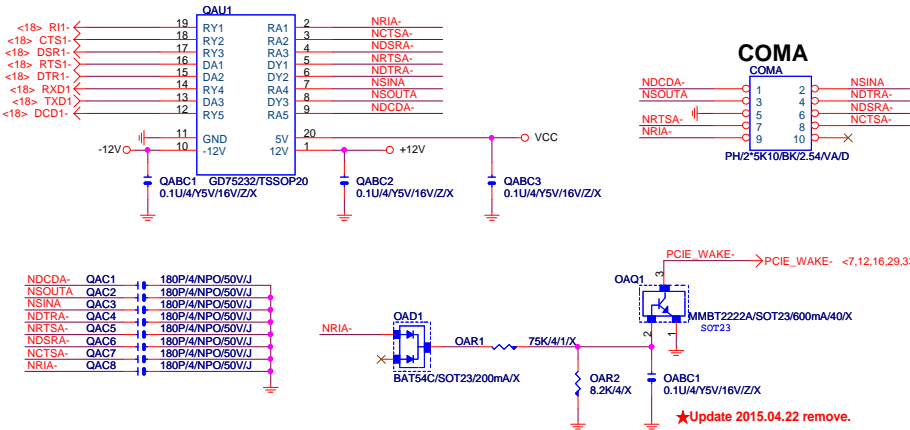 QAU1
<18> RI1- 19 RY1 RA1 2 NRIA-
<18> CTS1- 18 RY2 RA2 3 NCTSA-
<18> DSR1- 17 RY3 RA3 4 NDSRA-
<18> RTS1- 16 DA1 DY1 5 NRTSA-
<18> DTR1- 15 DA2 DY2 6 NDTRA-
<18> RXD1 14 RY4 RA4 7 NSINA
<18> TXD1 13 DA3 DY3 8 NSOUTA
<18> DCD1- 12 RY5 RA5 9 NDCDA-
11 GND 5V 20 VCC
-12V 10 -12V 12V 1 +12V
GD75232/TSSOP20
QABC1
0.1U/4/Y5V/16V/Z/X
QABC2
0.1U/4/Y5V/16V/Z/X
QABC3
0.1U/4/Y5V/16V/Z/X
COMA
COMA
NDCDA- 1 2 NSINA
NSOUTA 3 4 NDTRA-
5 6 NDSRA-
NRTSA- 7 8 NCTSA-
NRIA- 9 10
PH/2*5K10/BK/2.54/VA/D
NDCDA- QAC1 180P/4/NPO/50V/J
NSOUTA QAC2 180P/4/NPO/50V/J
NSINA QAC3 180P/4/NPO/50V/J
NDTRA- QAC4 180P/4/NPO/50V/J
NRTSA- QAC5 180P/4/NPO/50V/J
NDSRA- QAC6 180P/4/NPO/50V/J
NCTSA- QAC7 180P/4/NPO/50V/J
NRIA- QAC8 180P/4/NPO/50V/J
NRIA-
OAD1
BAT54C/SOT23/200mA/X
OAR1 75K/4/1/X
OAR2
8.2K/4/X
OABC1
0.1U/4/Y5V/16V/Z/X
PCIE_WAKE-
PCIE_WAKE- <7,12,16,29,33
OAQ1
3
2
1
MMBT2222A/SOT23/600mA/40/X
SOT23
★Update 2015.04.22 remove.